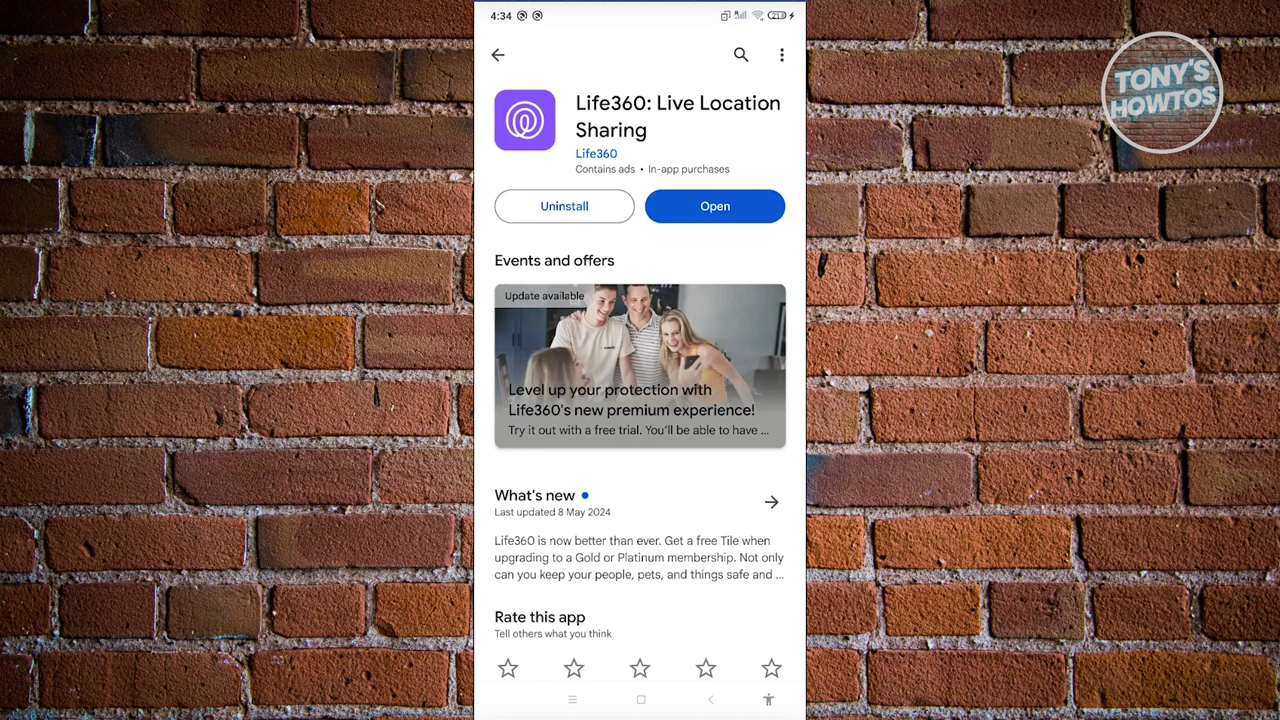 4:34
21
TONY'S
HOWTOS
Life360: Live Location
Sharing
Life360
Contains ads • In-app purchases
Uninstall
Open
Events and offers
Update available
Level up your protection with
Life360's new premium experience!
Try it out with a free trial. You'll be able to have ...
What's new
Last updated 8 May 2024
Life360 is now better than ever. Get a free Tile when
upgrading to a Gold or Platinum membership. Not only
can you keep your people, pets, and things safe and ...
Rate this app
Tell others what you think